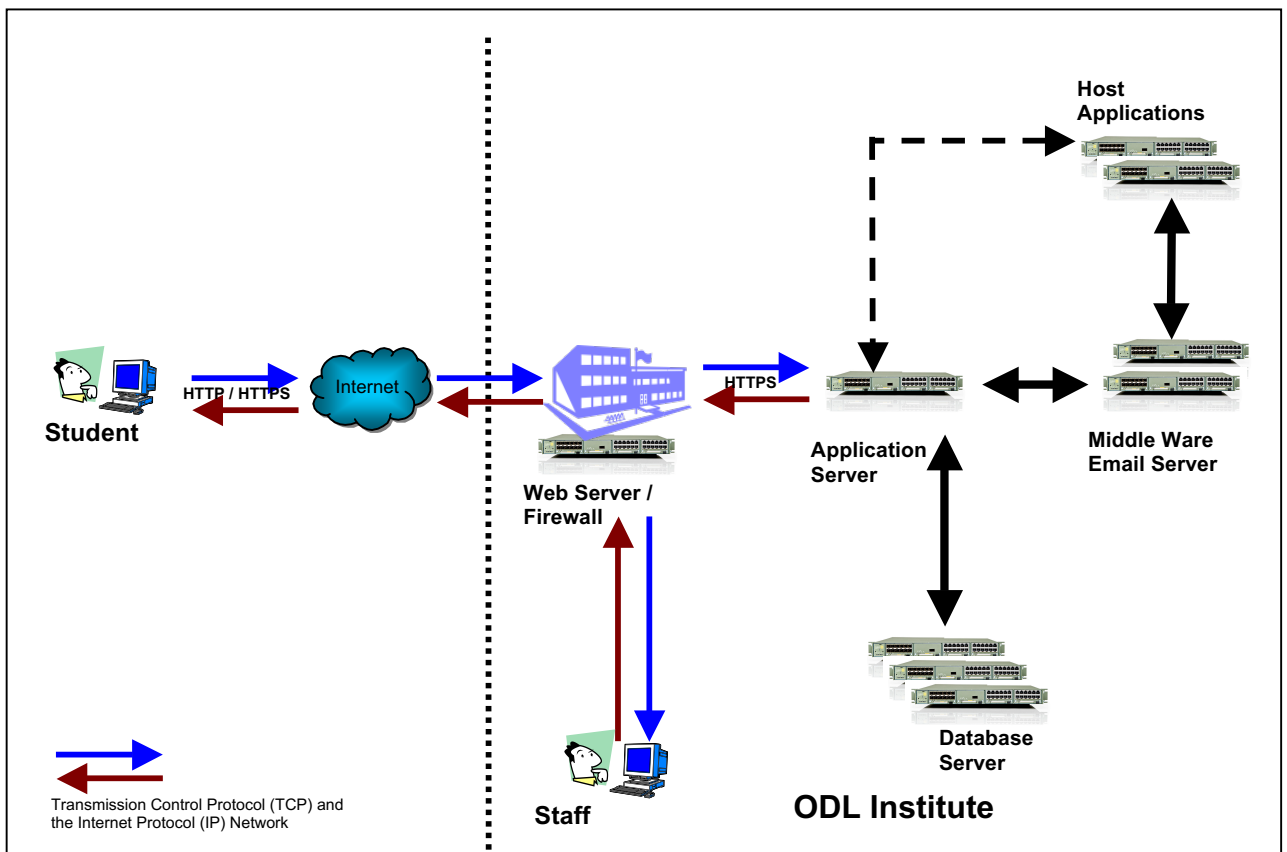 Host
Applications
HTTP / HTTPS
Internet
HTTPS
Student
Application
Server
Middle Ware
Email Server
Web Server /
Firewall
Database
Server
Transmission Control Protocol (TCP) and
the Internet Protocol (IP) Network
Staff
ODL Institute